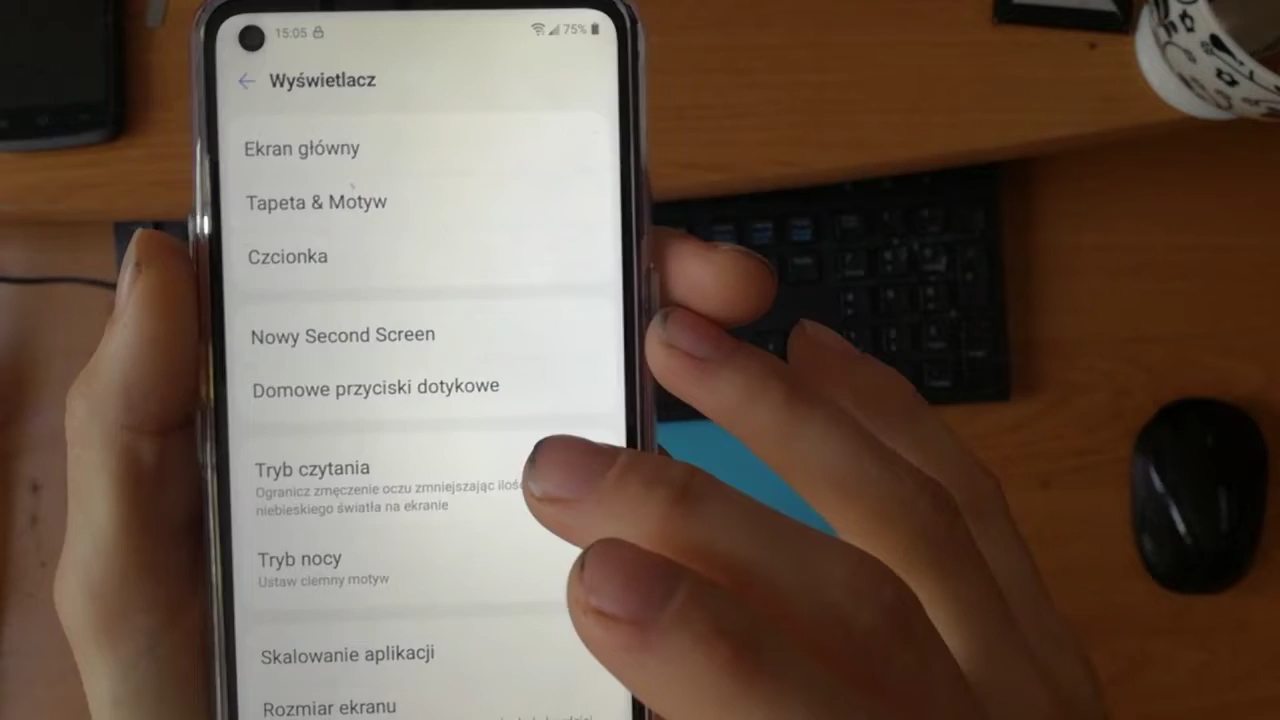 15:05
75%
Wyświetlacz
Ekran główny
Tapeta & Motyw
Czcionka
Nowy Second Screen
Domowe przyciski dotykowe
Tryb czytania
Ogranicz zmęczenie oczu zmniejszając
niebieskiego światła na ekranie
Tryb nocy
Ustaw ciemny motyw
Skalowanie aplikacji
Rozmiar ekranu